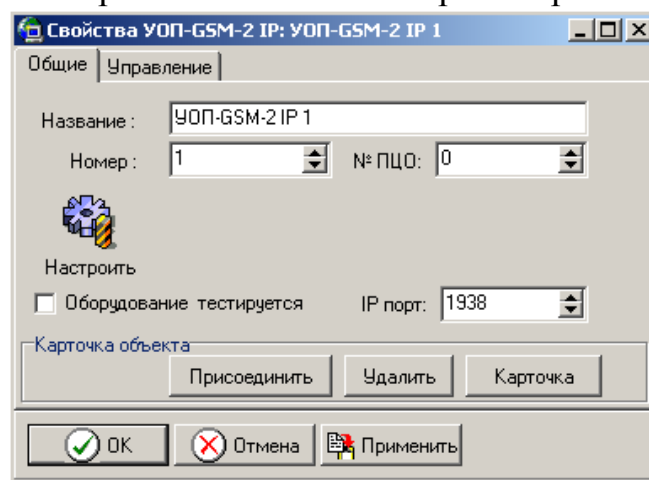 Свойства УОП-GSM-2 IP: УОП-GSM-2 IP 1
Общие Управление
Название : УОП-GSM-2 IP 1
Номер : 1 № ПЦО: 0
Настроить
Оборудование тестируется IP порт: 1938
Карточка объекта
Присоединить Удалить Карточка
OK Отмена Применить